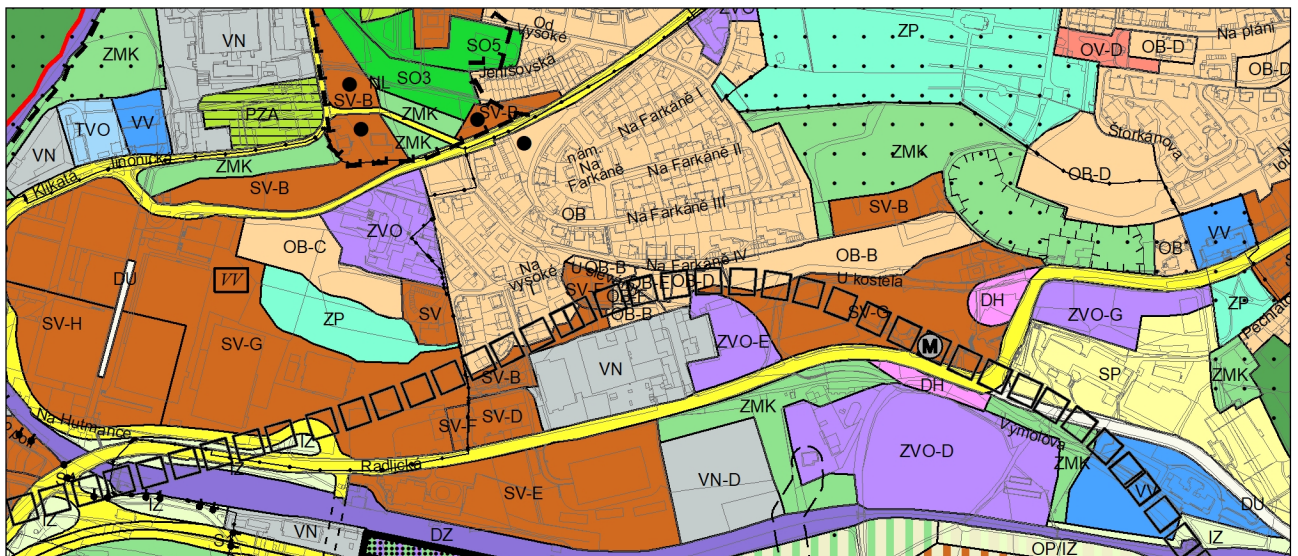 ZMK
VN
SV-B
NL
SO3
SO5
Od
Vysoké
Jenišovská
ZVO
ZP
OV-D
OB-D
Na pláni
OB-D
TVO
VV
VN
PZA
ZMK
SV-B
ZMK
Jinonická
ZMK
Klikatá
SV-B
nám.
Na
Farkáně
Na Farkáně I
Na Farkáně II
Na Farkáně III
OB
ZMK
Štorkánova
OB-D
SV-B
OB
VV
ZVO
OB-C
DU
VV
ZP
SV
SV-H
SV-G
Na
vysoké
OB-B
Na Farkáně IV
OB-B
U kostela
SV-G
DH
ZVO-G
ZP
Pechlátova
M
VN
ZVO-E
OB-B
OB-D
SV-B
SV-D
SV-F
DH
SP
ZMK
ZMK
Na Hutmance
IZ
Radlická
SV-E
VN-D
ZVO-D
Vymolova
ZMK
VV
DU
IZ
IZ
IZ
VN
DZ
OP/IZ